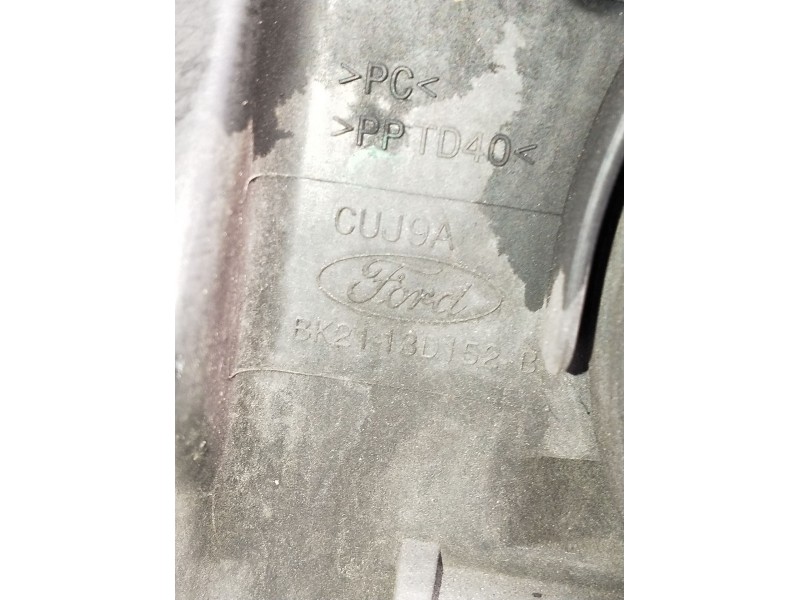 >PC<
>PPTD40<
CUJ9A
Ford
BK21-13D152-B